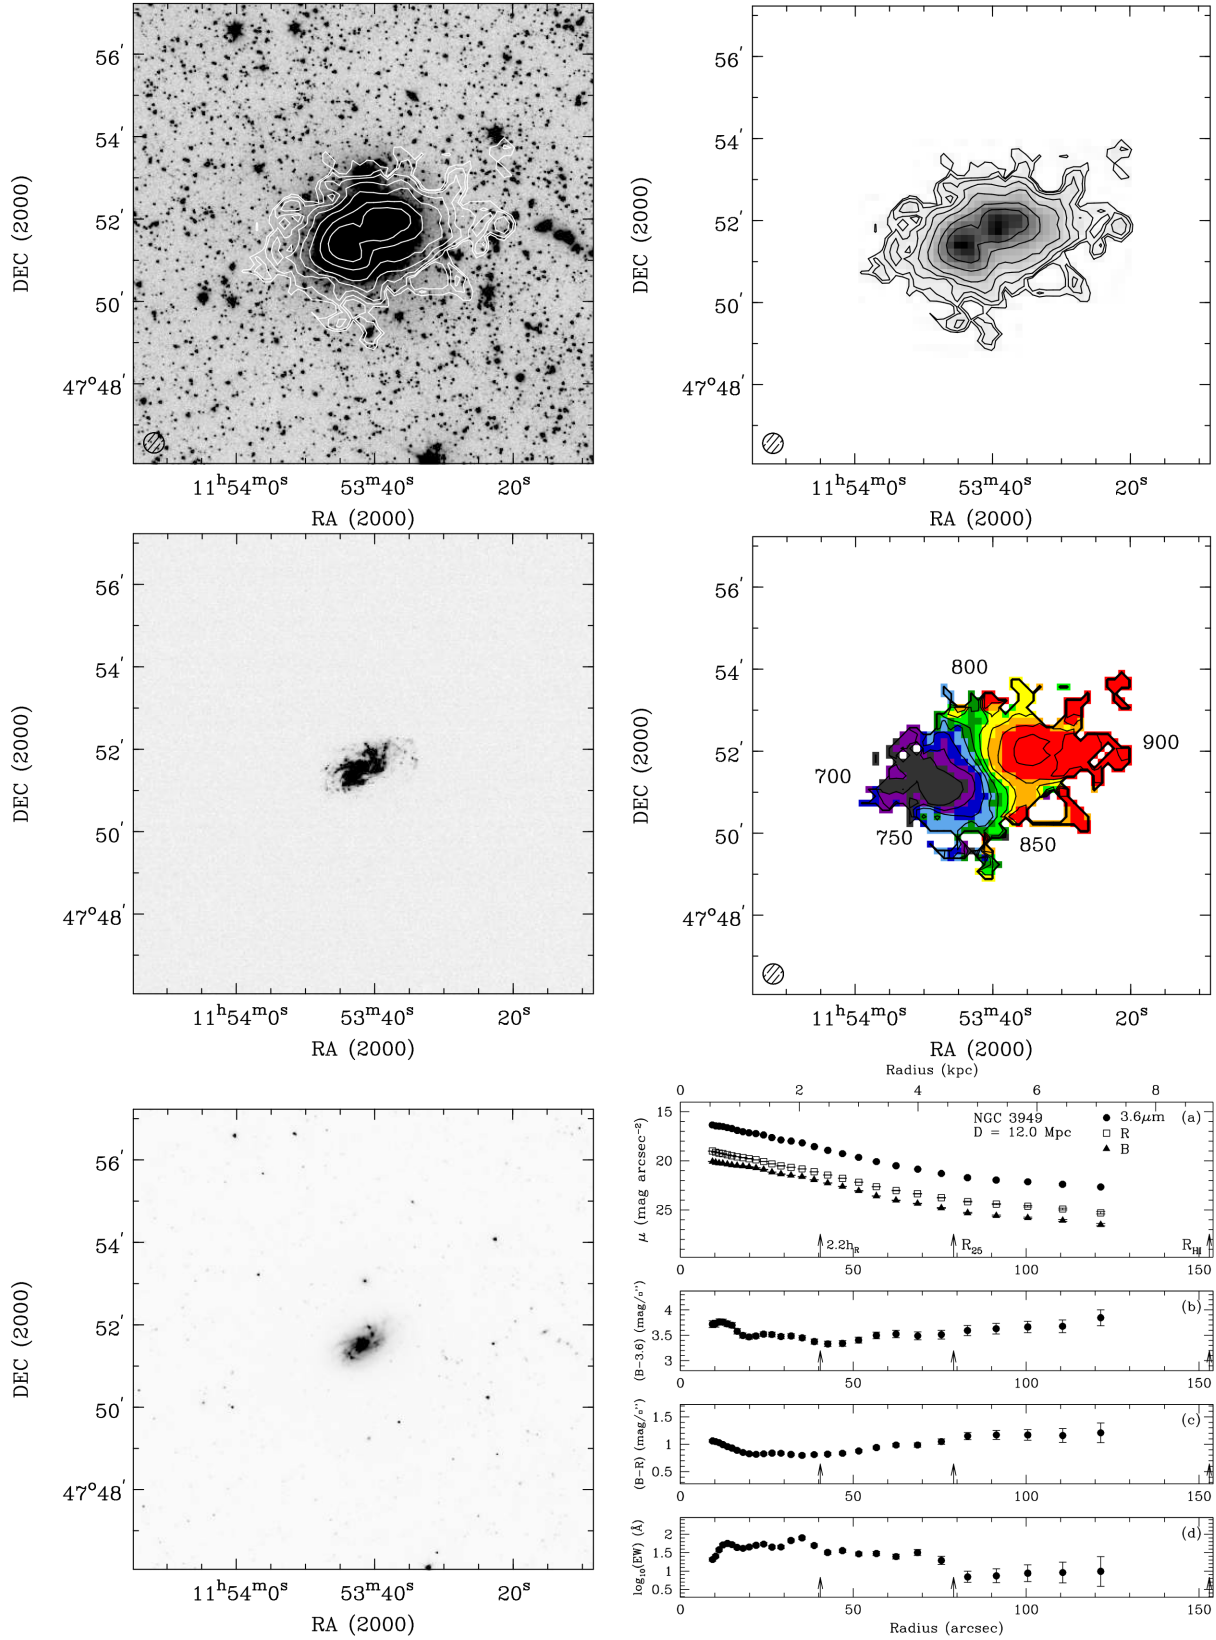 56′
54′
52′
50′
47°48′
DEC (2000)
11ʰ54ᵐ0ˢ 53ᵐ40ˢ 20ˢ
RA (2000)
56′
54′
52′
50′
47°48′
DEC (2000)
11ʰ54ᵐ0ˢ 53ᵐ40ˢ 20ˢ
RA (2000)
56′
54′
52′
50′
47°48′
DEC (2000)
11ʰ54ᵐ0ˢ 53ᵐ40ˢ 20ˢ
RA (2000)
56′
54′
52′
50′
47°48′
DEC (2000)
800
900
700
750
850
11ʰ54ᵐ0ˢ 53ᵐ40ˢ 20ˢ
RA (2000)
DEC (2000)
56′
54′
52′
50′
47°48′
11ʰ54ᵐ0ˢ 53ᵐ40ˢ 20ˢ
RA (2000)
Radius (kpc)
0 2 4 6 8
NGC 3949
D = 12.0 Mpc
3.6μm
R
B
(a)
15
20
25
μ (mag arcsec⁻²)
2.2h_R
R₂₅
R_HI
0 50 100 150
(b)
4
3.5
3
(B−3.6) (mag/□″)
0 50 100 150
(c)
1.5
1
0.5
(B−R) (mag/□″)
0 50 100 150
(d)
2
1.5
1
0.5
log₁₀(EW) (Å)
0 50 100 150
Radius (arcsec)